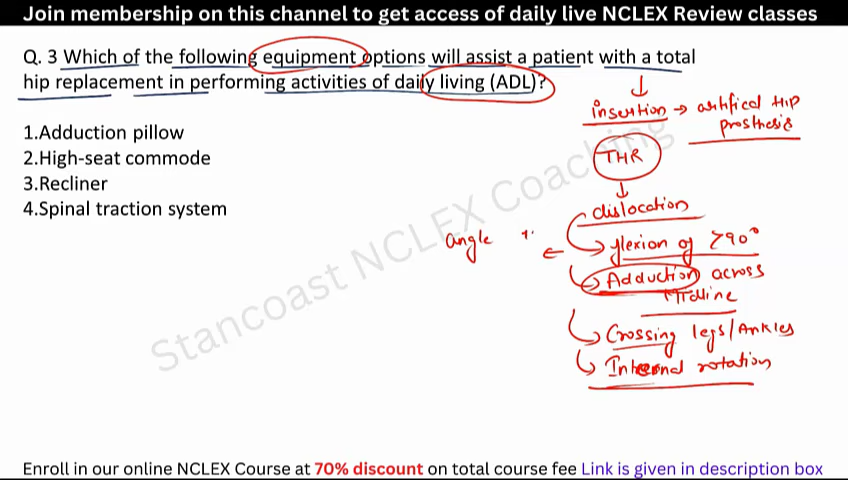 Join membership on this channel to get access of daily live NCLEX Review classes
Q. 3 Which of the following equipment options will assist a patient with a total
hip replacement in performing activities of daily living (ADL)?
1.Adduction pillow
2.High-seat commode
3.Recliner
4.Spinal traction system
insertion → artificed HIP
prosthesis
THR
↓
dislocation
angle
flexion of >90°
Adduction across
Midline
Crossing legs/Ankles
Internal rotation
Stancoast NCLEX Coaching
Enroll in our online NCLEX Course at 70% discount on total course fee Link is given in description box